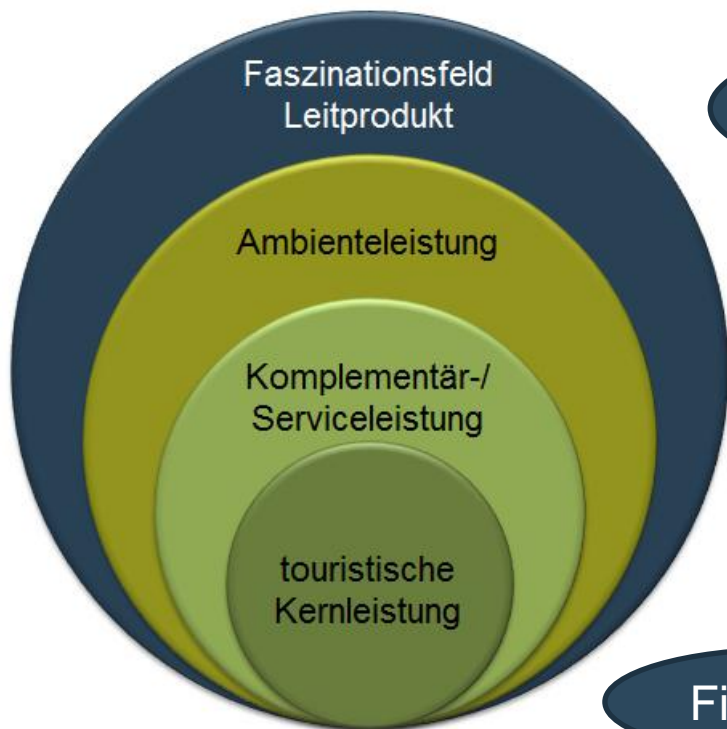 Faszinationsfeld
Leitprodukt
Ambienteleistung
Komplementär-/
Serviceleistung
touristische
Kernleistung